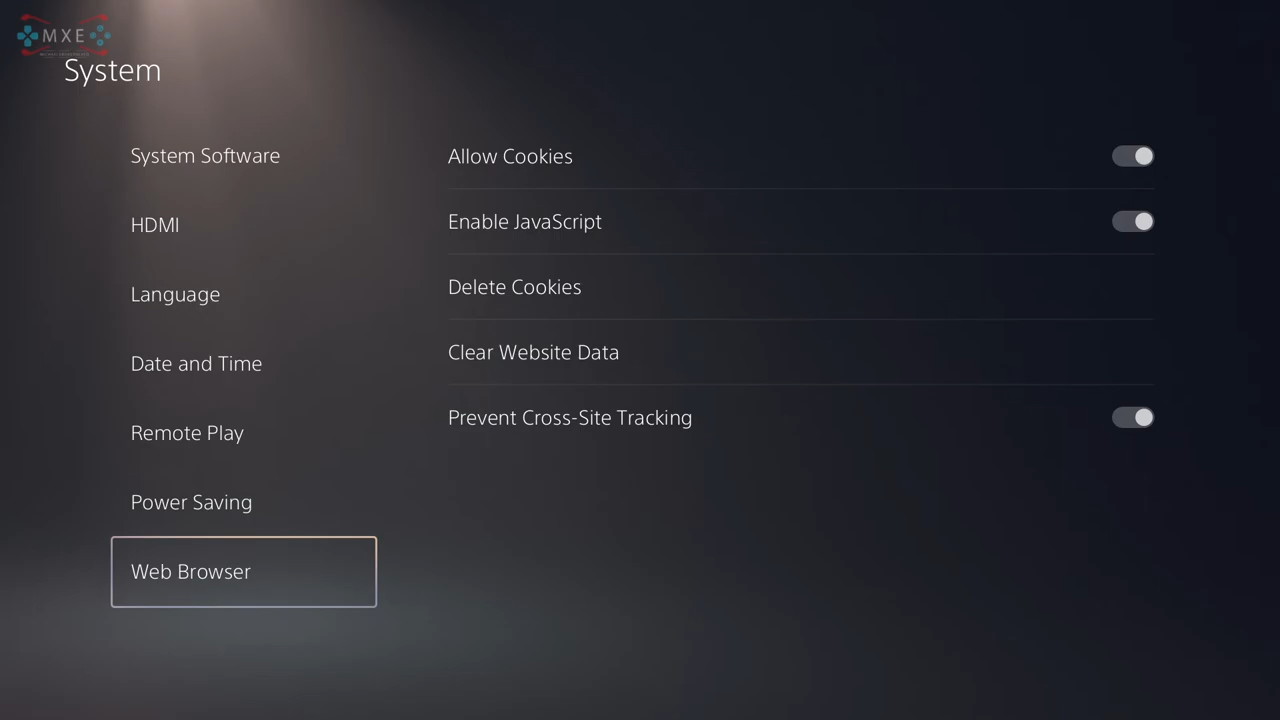 MXE
System
System Software
HDMI
Language
Date and Time
Remote Play
Power Saving
Web Browser
Allow Cookies
Enable JavaScript
Delete Cookies
Clear Website Data
Prevent Cross-Site Tracking